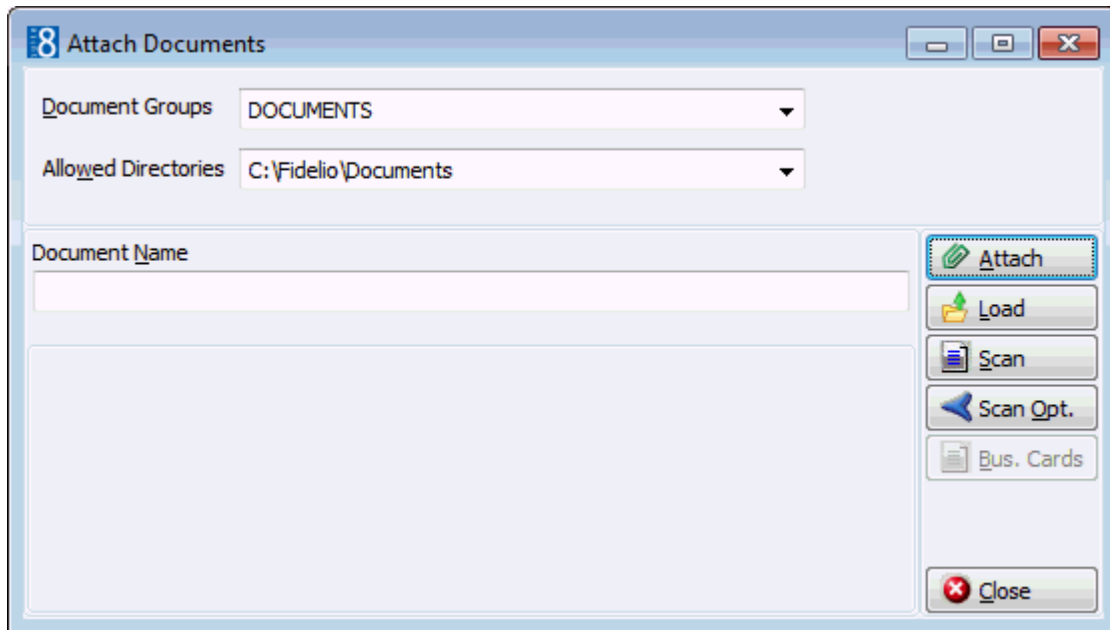 8 Attach Documents
Document Groups DOCUMENTS
Allowed Directories C:\Fidelio\Documents
Document Name
Attach
Load
Scan
Scan Opt.
Bus. Cards
Close